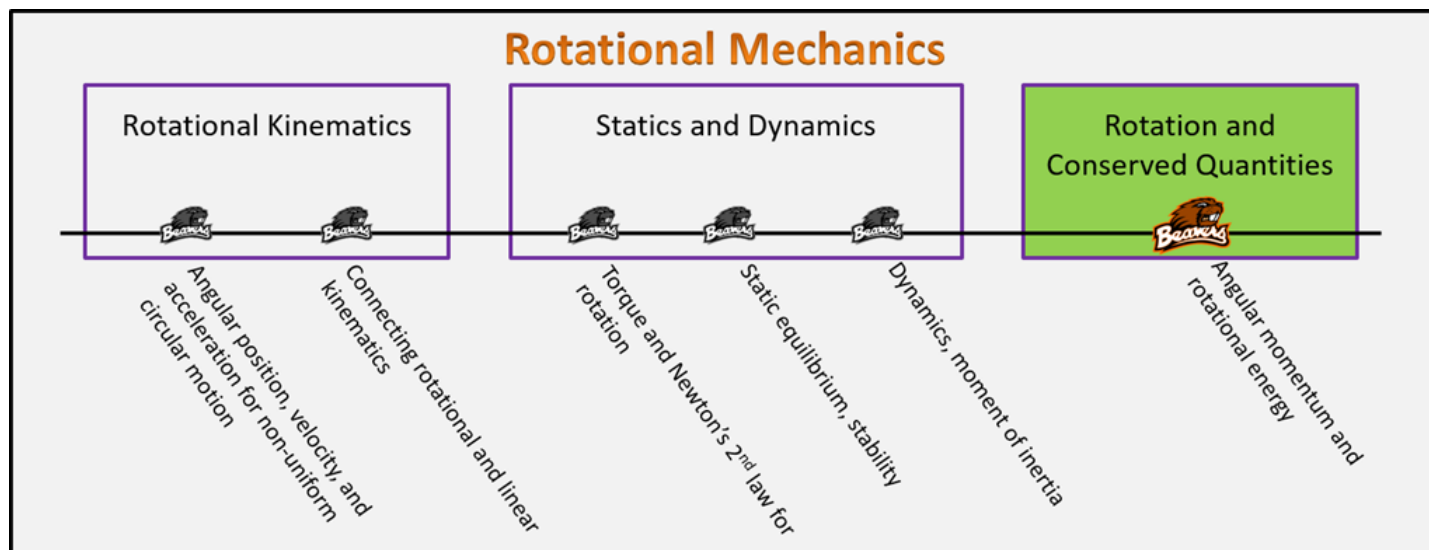 Rotational Mechanics
Rotational Kinematics
Statics and Dynamics
Rotation and
Conserved Quantities
Beavers
Beavers
Beavers
Beavers
Beavers
Beavers
Angular position, velocity, and
acceleration for non-uniform
circular motion
Connecting rotational and linear
kinematics
Torque and Newton's 2nd law for
rotation
Static equilibrium, stability
Dynamics, moment of inertia
Angular momentum and
rotational energy